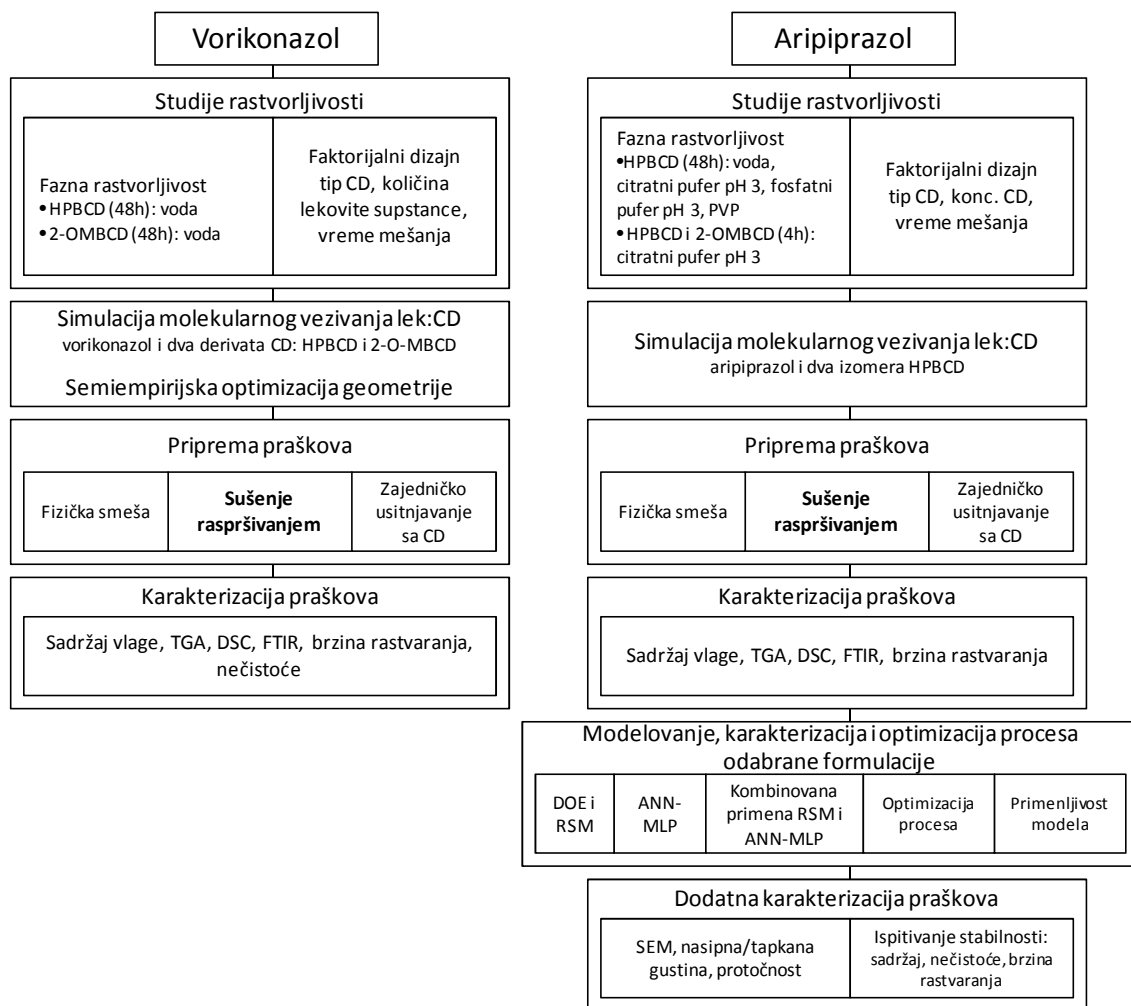 Vorikonazol
Studije rastvorljivosti
Fazna rastvorljivost
•HPBCD (48h): voda
•2-OMBCD (48h): voda
Faktorijalni dizajn
tip CD, količina
lekovite supstance,
vreme mešanja
Simulacija molekularnog vezivanja lek:CD
vorikonazol i dva derivata CD: HPBCD i 2-O-MBCD
Semiempirijska optimizacija geometrije
Priprema praškova
Fizička smeša
Sušenje
raspršivanjem
Zajedničko
usitnjavanje
sa CD
Karakterizacija praškova
Sadržaj vlage, TGA, DSC, FTIR, brzina rastvaranja,
nečistoće
Aripiprazol
Studije rastvorljivosti
Fazna rastvorljivost
•HPBCD (48h): voda,
citratni pufer pH 3, fosfatni
pufer pH 3, PVP
•HPBCD i 2-OMBCD (4h):
citratni pufer pH 3
Faktorijalni dizajn
tip CD, konc. CD,
vreme mešanja
Simulacija molekularnog vezivanja lek:CD
aripiprazol i dva izomera HPBCD
Priprema praškova
Fizička smeša
Sušenje
raspršivanjem
Zajedničko
usitnjavanje
sa CD
Karakterizacija praškova
Sadržaj vlage, TGA, DSC, FTIR, brzina rastvaranja
Modelovanje, karakterizacija i optimizacija procesa
odabrane formulacije
DOE i
RSM
ANN-
MLP
Kombinovana
primena RSM i
ANN-MLP
Optimizacija
procesa
Primenljivost
modela
Dodatna karakterizacija praškova
SEM, nasipna/tapkana
gustina, protočnost
Ispitivanje stabilnosti:
sadržaj, nečistoće, brzina
rastvaranja